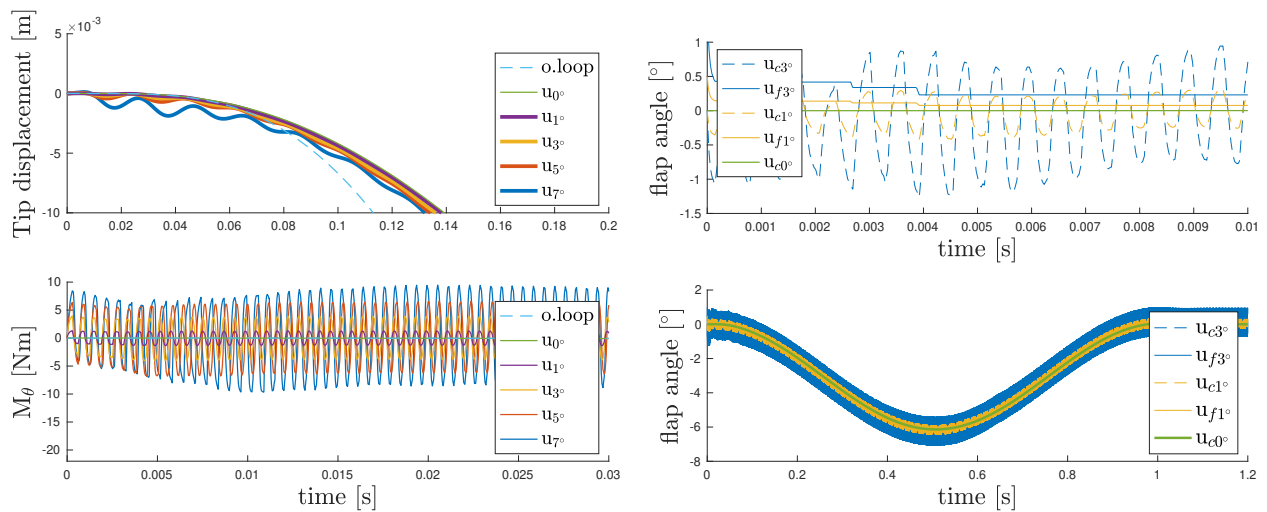 ×10⁻³
5
0
-5
-10
0 0.02 0.04 0.06 0.08 0.1 0.12 0.14 0.16 0.18 0.2
Tip displacement [m]
o.loop
u₀°
u₁°
u₃°
u₅°
u₇°
1
0.5
0
-0.5
-1
-1.5
0 0.001 0.002 0.003 0.004 0.005 0.006 0.007 0.008 0.009 0.01
flap angle [°]
time [s]
u_c3°
u_f3°
u_c1°
u_f1°
u_c0°
10
5
0
-5
-10
-15
-20
0 0.005 0.01 0.015 0.02 0.025 0.03
M_θ [Nm]
time [s]
o.loop
u₀°
u₁°
u₃°
u₅°
u₇°
2
0
-2
-4
-6
-8
0 0.2 0.4 0.6 0.8 1 1.2
flap angle [°]
time [s]
u_c3°
u_f3°
u_c1°
u_f1°
u_c0°